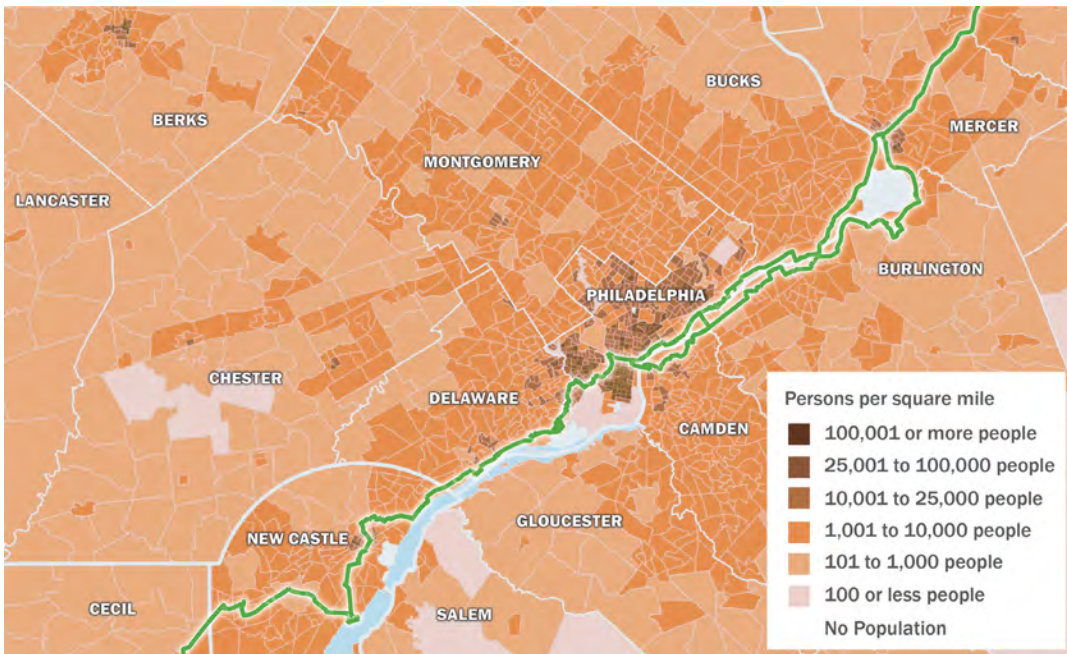 BUCKS
BERKS
MERCER
MONTGOMERY
LANCASTER
BURLINGTON
PHILADELPHIA
CHESTER
DELAWARE
CAMDEN
GLOUCESTER
NEW CASTLE
CECIL
SALEM
Persons per square mile
100,001 or more people
25,001 to 100,000 people
10,001 to 25,000 people
1,001 to 10,000 people
101 to 1,000 people
100 or less people
No Population